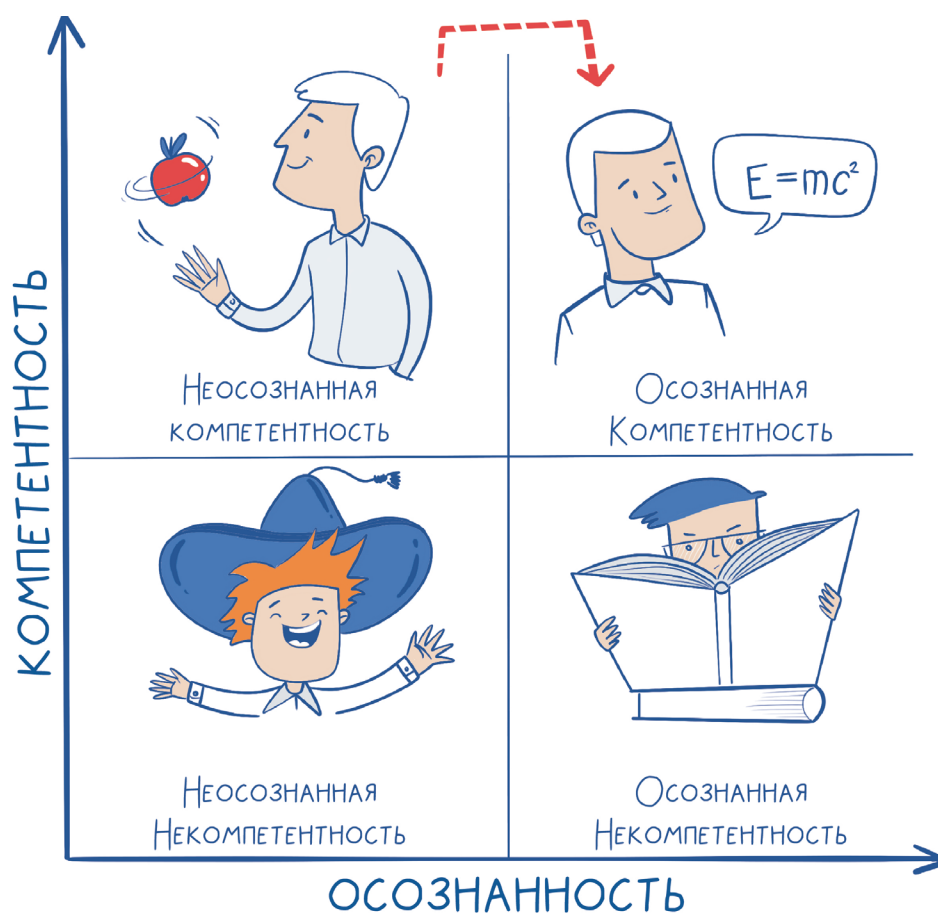 E=mc²
КОМПЕТЕНТНОСТЬ
Неосознанная
компетентность
Осознанная
Компетентность
Неосознанная
Некомпетентность
Осознанная
Некомпетентность
ОСОЗНАННОСТЬ